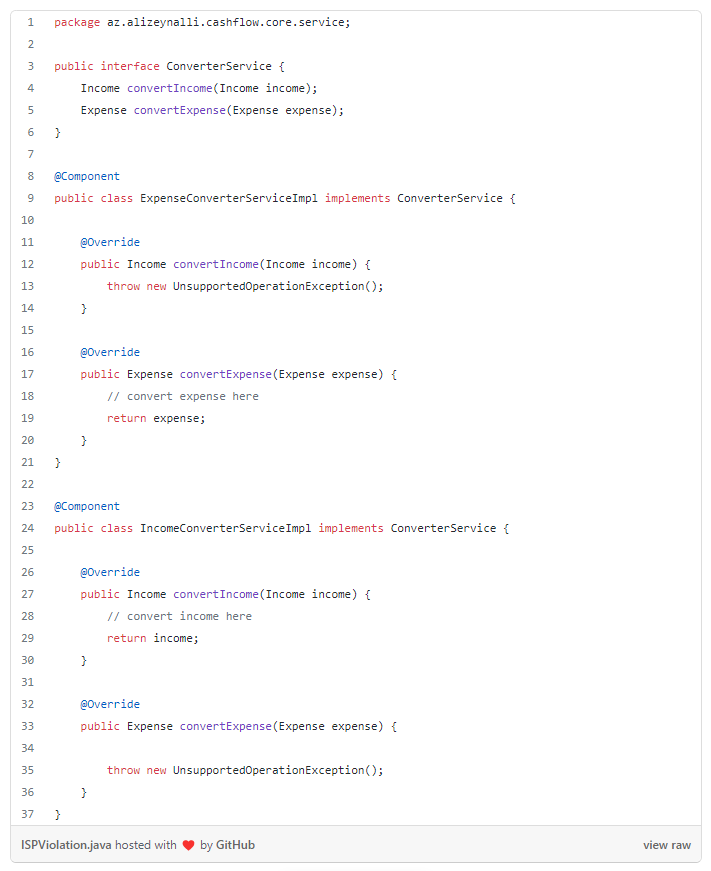 1 package az.alizeynalli.cashflow.core.service;
2
3 public interface ConverterService {
4     Income convertIncome(Income income);
5     Expense convertExpense(Expense expense);
6 }
7
8 @Component
9 public class ExpenseConverterServiceImpl implements ConverterService {
10
11     @Override
12     public Income convertIncome(Income income) {
13         throw new UnsupportedOperationException();
14     }
15
16     @Override
17     public Expense convertExpense(Expense expense) {
18         // convert expense here
19         return expense;
20     }
21 }
22
23 @Component
24 public class IncomeConverterServiceImpl implements ConverterService {
25
26     @Override
27     public Income convertIncome(Income income) {
28         // convert income here
29         return income;
30     }
31
32     @Override
33     public Expense convertExpense(Expense expense) {
34
35         throw new UnsupportedOperationException();
36     }
37 }
ISPViolation.java hosted with ❤ by GitHub view raw